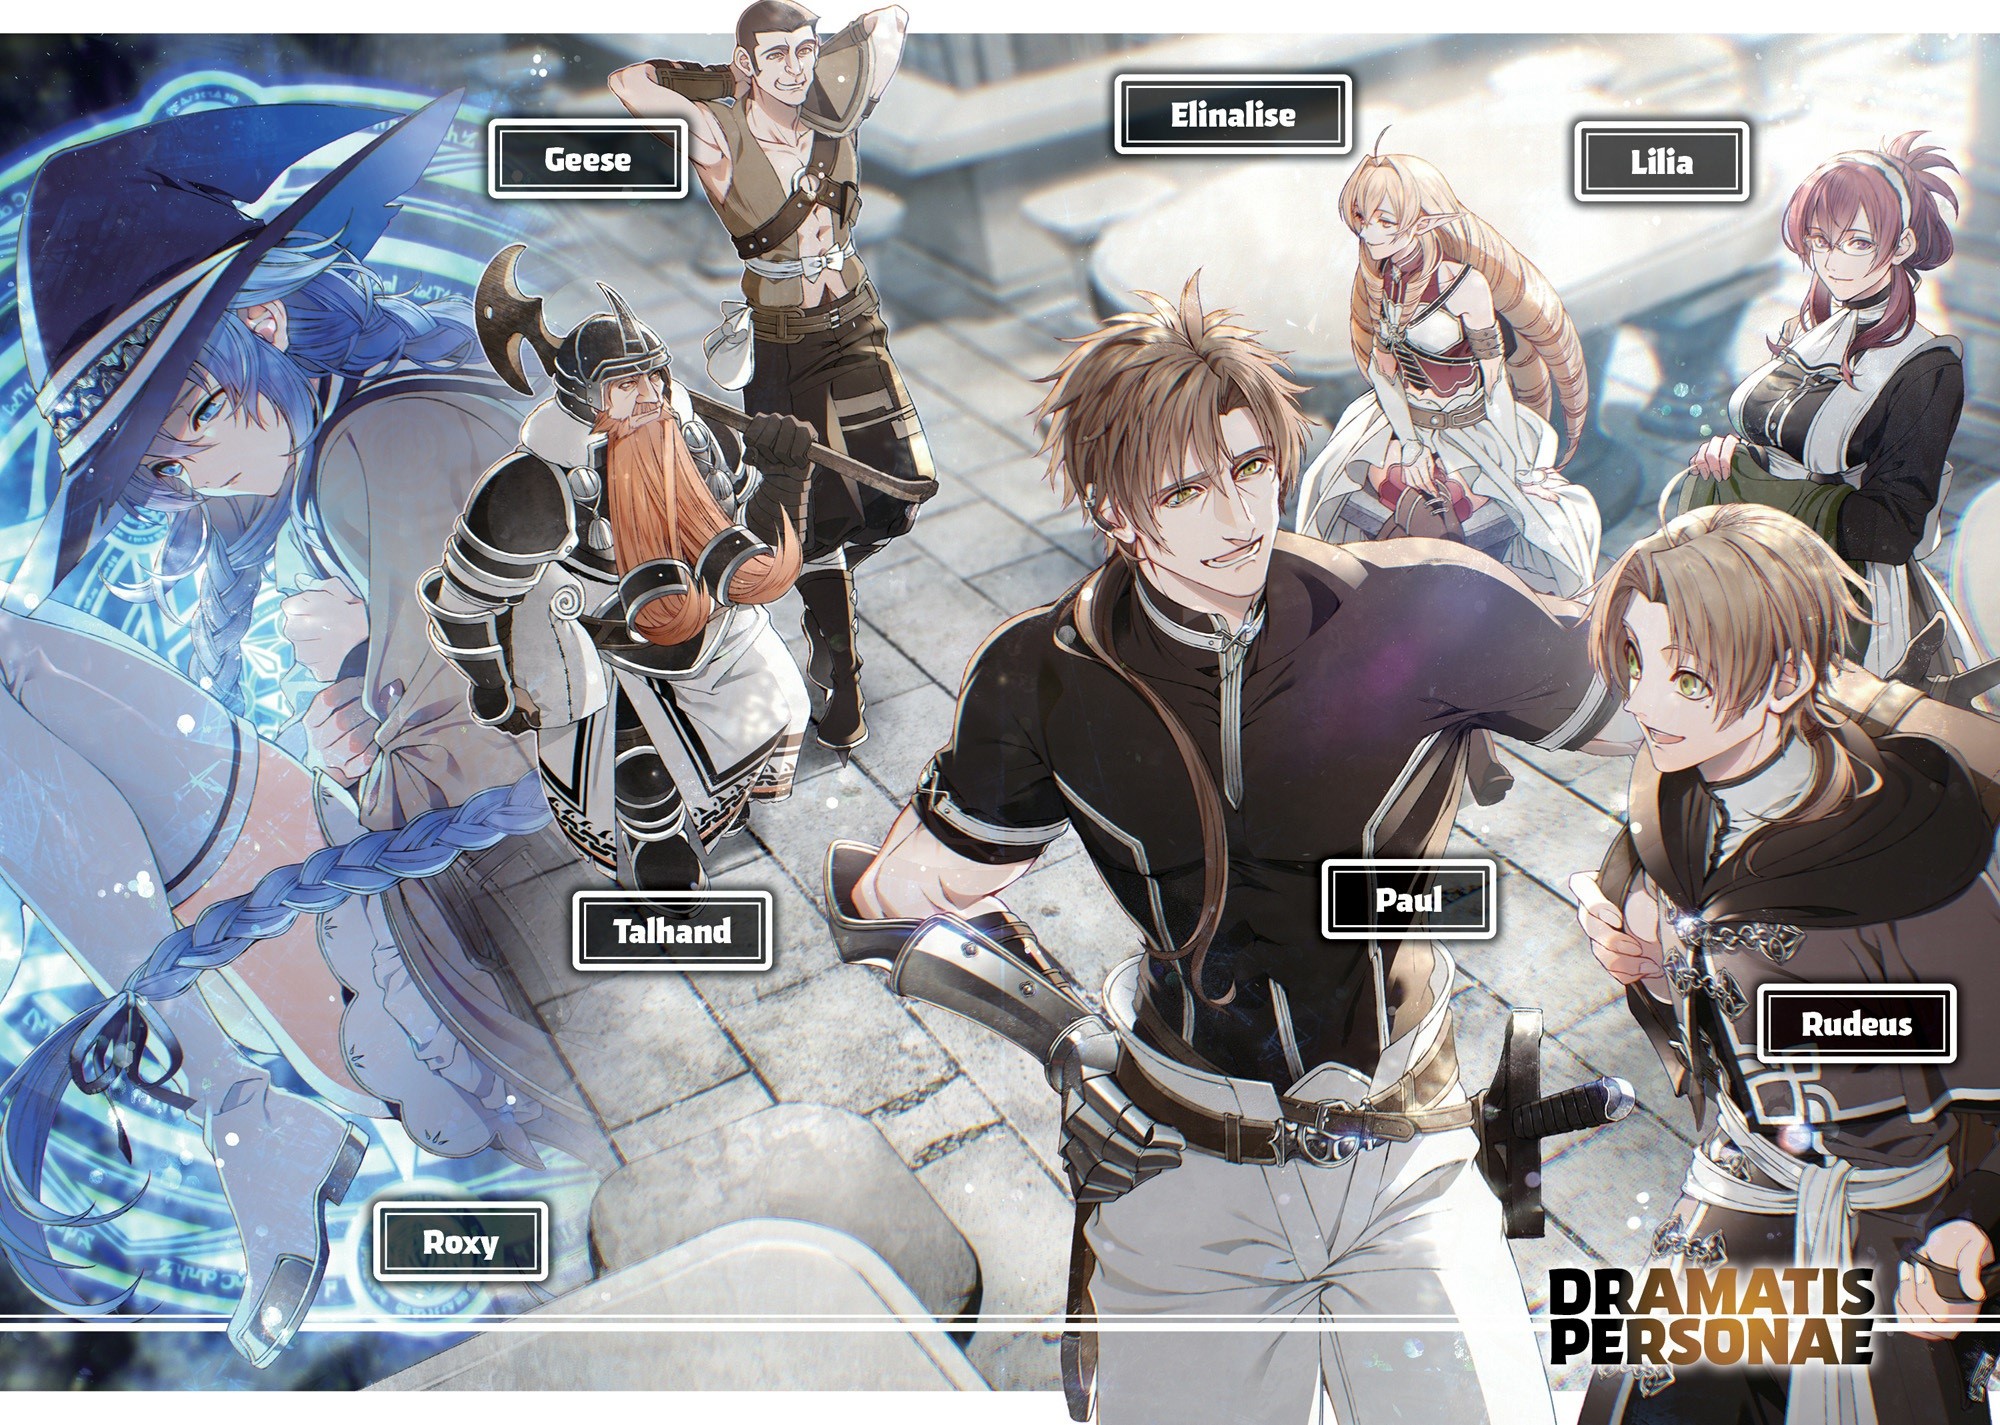 Geese
Elinalise
Lilia
Talhand
Paul
Rudeus
Roxy
DRAMATIS
PERSONAE